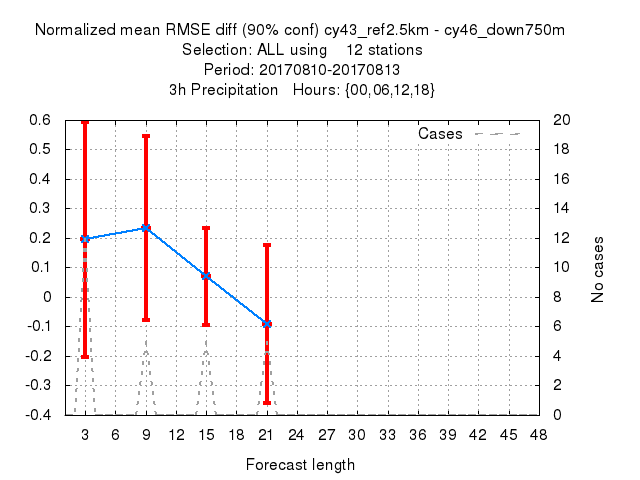 Normalized mean RMSE diff (90% conf) cy43_ref2.5km - cy46_down750m
Selection: ALL using 12 stations
Period: 20170810-20170813
3h Precipitation Hours: {00,06,12,18}
Cases
0.6
0.5
0.4
0.3
0.2
0.1
0
-0.1
-0.2
-0.3
-0.4
20
18
16
14
12
10
8
6
4
2
0
No cases
3 6 9 12 15 18 21 24 27 30 33 36 39 42 45 48
Forecast length